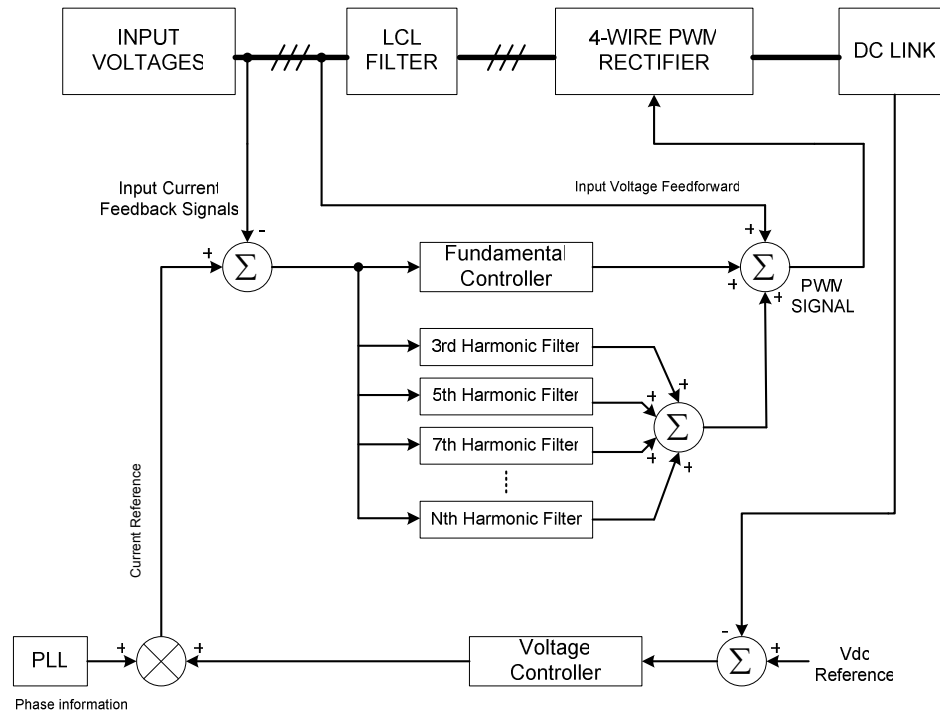 INPUT
VOLTAGES
LCL
FILTER
4-WIRE PWM
RECTIFIER
DC LINK
Input Current
Feedback Signals
Input Voltage Feedforward
-
+
Σ
Fundamental
Controller
+
+
+
Σ
PWM
SIGNAL
3rd Harmonic Filter
5th Harmonic Filter
7th Harmonic Filter
Nth Harmonic Filter
+
+
+
+
Σ
Current Reference
PLL
+
+
Phase information
Voltage
Controller
-
+
Σ
Vdc
Reference